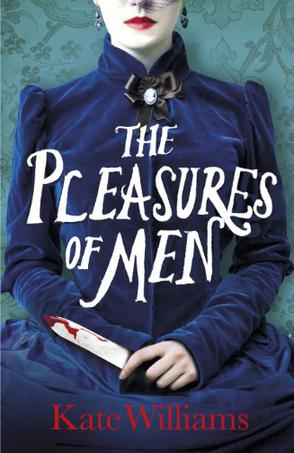 THE
PLEASURES
OF MEN
Kate Williams